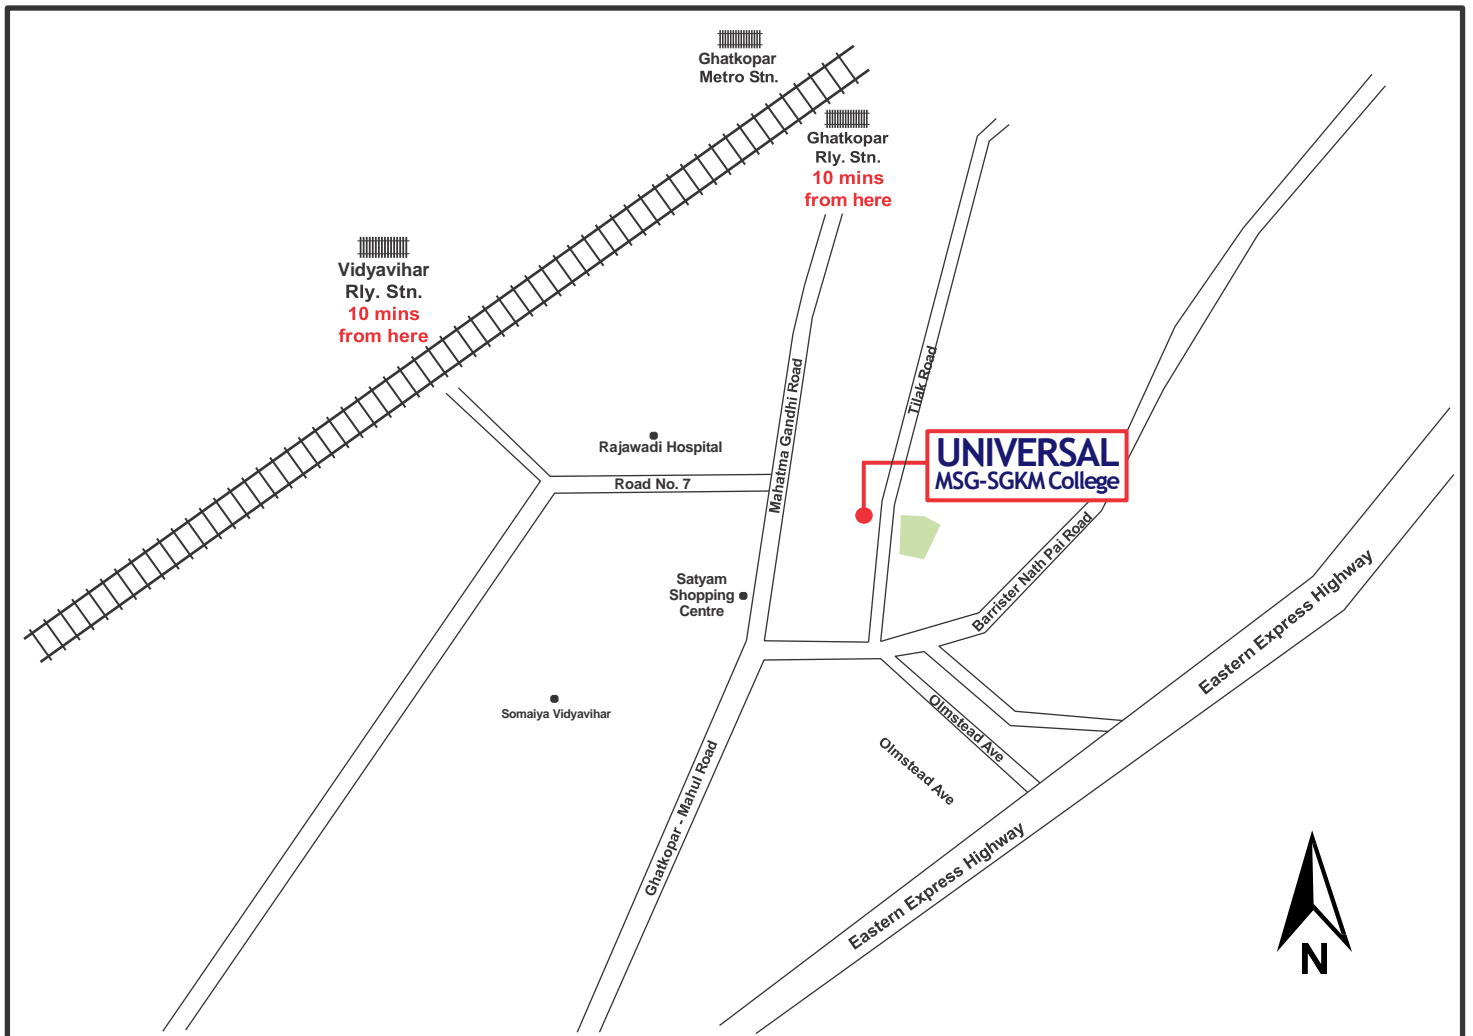 Ghatkopar
Metro Stn.
Ghatkopar
Rly. Stn.
10 mins
from here
Vidyavihar
Rly. Stn.
10 mins
from here
Tilak Road
Mahatma Gandhi Road
Rajawadi Hospital
Road No. 7
UNIVERSAL
MSG-SGKM College
Barrister Nath Pai Road
Eastern Express Highway
Satyam
Shopping
Centre
Somaiya Vidyavihar
Olmstead Ave
Olmstead Ave
Ghatkopar - Mahul Road
Eastern Express Highway
N